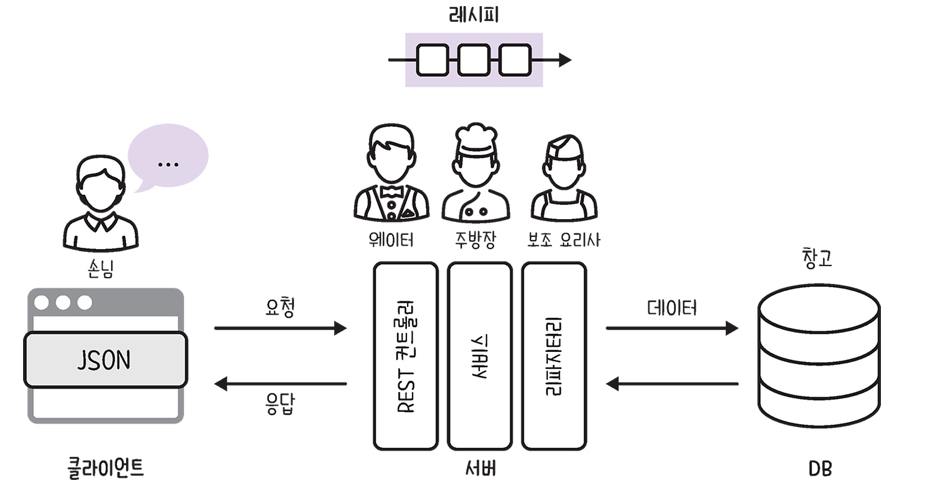 레시피
...
웨이터
주방장
보조 요리사
손님
창고
JSON
요청
응답
REST 컨트롤러
서비스
리파지터리
데이터
클라이언트
서버
DB